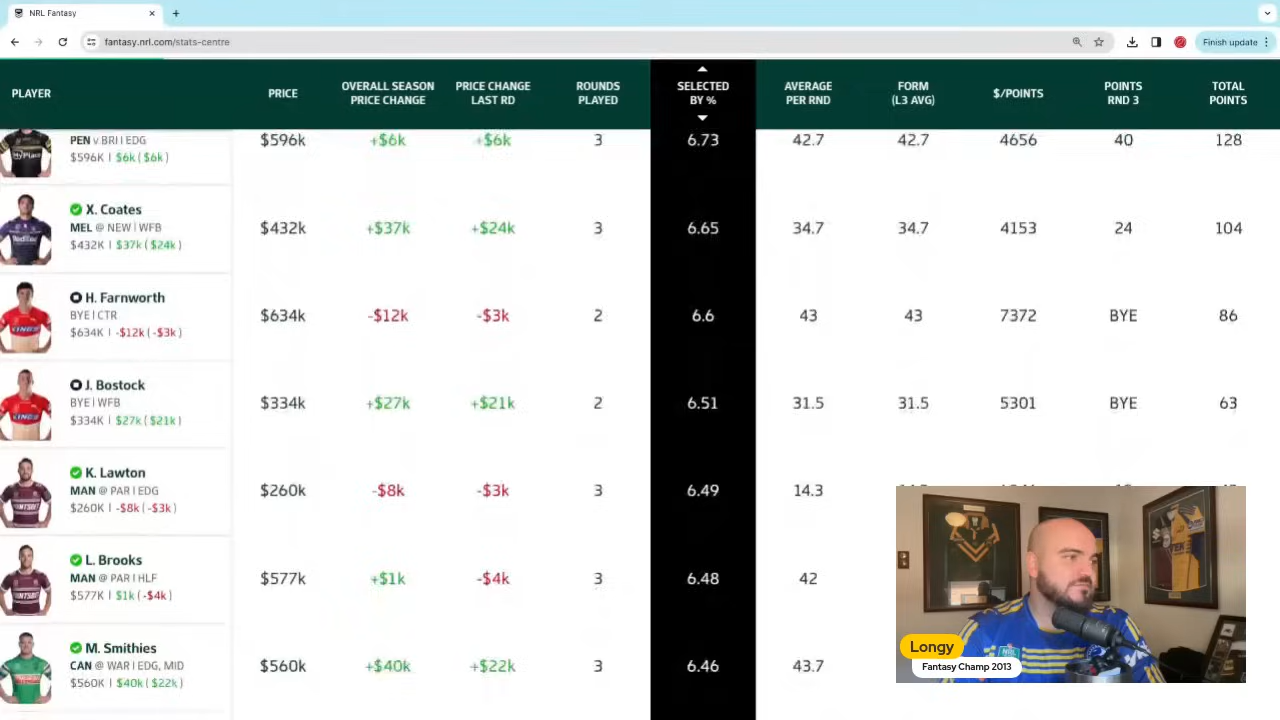 NRL Fantasy
fantasy.nrl.com/stats-centre
Finish update
PLAYER PRICE OVERALL SEASON PRICE CHANGE PRICE CHANGE LAST RD ROUNDS PLAYED SELECTED BY % AVERAGE PER RND FORM (L3 AVG) $/POINTS POINTS RND 3 TOTAL POINTS
PEN v BRI | EDG
$596K | $6k ( $6k )
$596k +$6k +$6k 3 6.73 42.7 42.7 4656 40 128
X. Coates
MEL @ NEW | WFB
$432K | $37k ( $24k )
$432k +$37k +$24k 3 6.65 34.7 34.7 4153 24 104
H. Farnworth
BYE | CTR
$634K | -$12k ( -$3k )
$634k -$12k -$3k 2 6.6 43 43 7372 BYE 86
J. Bostock
BYE | WFB
$334K | $27k ( $21k )
$334k +$27k +$21k 2 6.51 31.5 31.5 5301 BYE 63
K. Lawton
MAN @ PAR | EDG
$260K | -$8k ( -$3k )
$260k -$8k -$3k 3 6.49 14.3
L. Brooks
MAN @ PAR | HLF
$577K | $1k ( -$4k )
$577k +$1k -$4k 3 6.48 42
M. Smithies
CAN @ WAR | EDG, MID
$560K | $40k ( $22k )
$560k +$40k +$22k 3 6.46 43.7
Longy
Fantasy Champ 2013